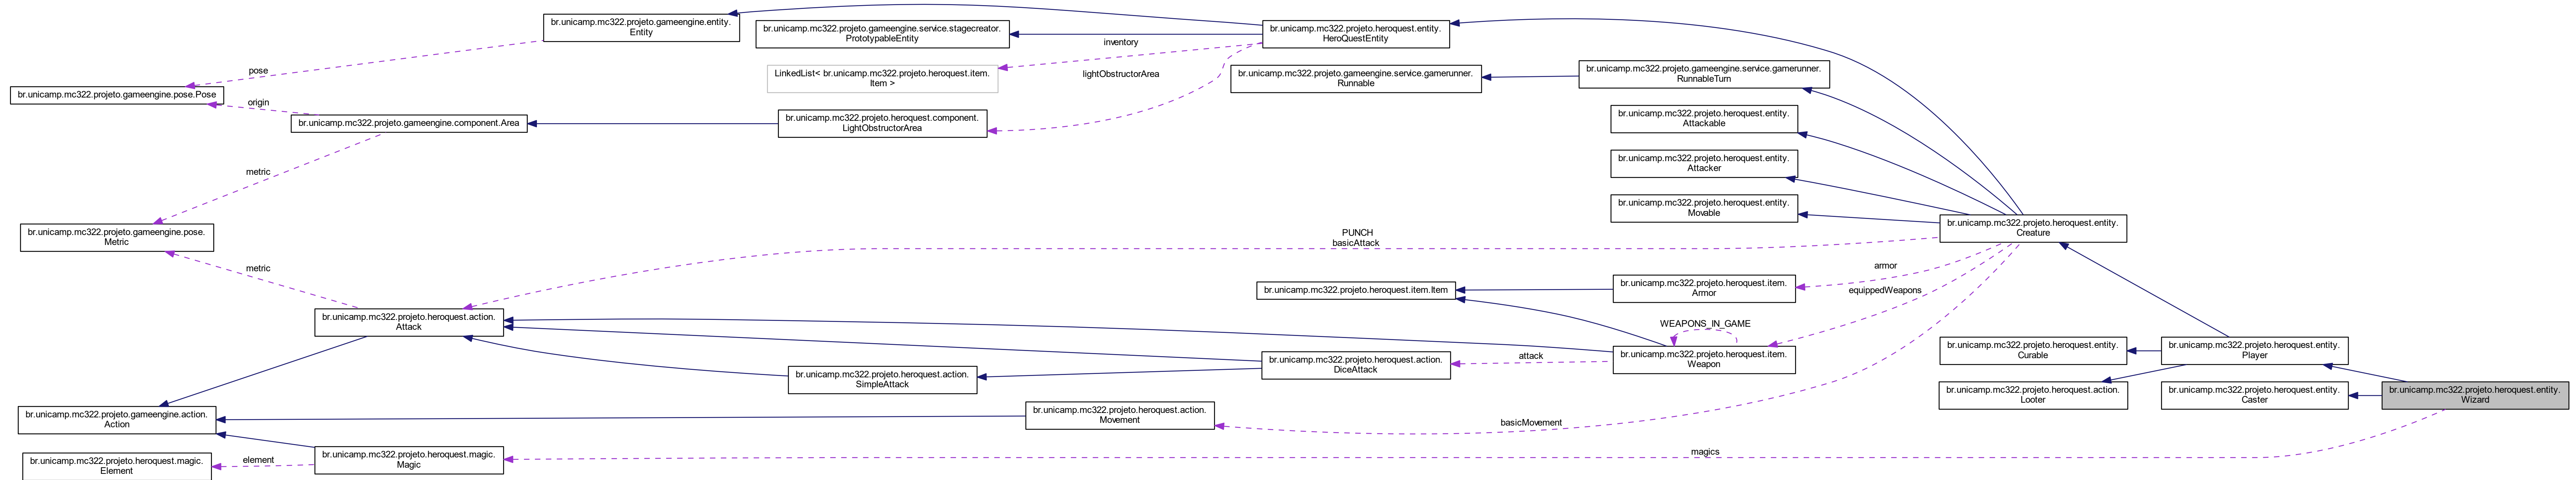 br.unicamp.mc322.projeto.gameengine.entity.
Entity
br.unicamp.mc322.projeto.gameengine.service.stagecreator.
PrototypableEntity
br.unicamp.mc322.projeto.heroquest.entity.
HeroQuestEntity
inventory
pose
LinkedList< br.unicamp.mc322.projeto.heroquest.item.
Item >
lightObstructorArea
br.unicamp.mc322.projeto.gameengine.service.gamerunner.
Runnable
br.unicamp.mc322.projeto.gameengine.service.gamerunner.
RunnableTurn
br.unicamp.mc322.projeto.gameengine.pose.Pose
origin
br.unicamp.mc322.projeto.gameengine.component.Area
br.unicamp.mc322.projeto.heroquest.component.
LightObstructorArea
br.unicamp.mc322.projeto.heroquest.entity.
Attackable
br.unicamp.mc322.projeto.heroquest.entity.
Attacker
metric
br.unicamp.mc322.projeto.heroquest.entity.
Movable
br.unicamp.mc322.projeto.gameengine.pose.
Metric
br.unicamp.mc322.projeto.heroquest.entity.
Creature
PUNCH
basicAttack
metric
armor
br.unicamp.mc322.projeto.heroquest.item.Item
br.unicamp.mc322.projeto.heroquest.item.
Armor
equippedWeapons
br.unicamp.mc322.projeto.heroquest.action.
Attack
WEAPONS_IN_GAME
br.unicamp.mc322.projeto.heroquest.item.
Weapon
attack
br.unicamp.mc322.projeto.heroquest.action.
DiceAttack
br.unicamp.mc322.projeto.heroquest.action.
SimpleAttack
br.unicamp.mc322.projeto.heroquest.entity.
Curable
br.unicamp.mc322.projeto.heroquest.entity.
Player
br.unicamp.mc322.projeto.heroquest.action.
Looter
br.unicamp.mc322.projeto.heroquest.entity.
Caster
br.unicamp.mc322.projeto.heroquest.entity.
Wizard
br.unicamp.mc322.projeto.gameengine.action.
Action
br.unicamp.mc322.projeto.heroquest.action.
Movement
basicMovement
br.unicamp.mc322.projeto.heroquest.magic.
Element
element
br.unicamp.mc322.projeto.heroquest.magic.
Magic
magics